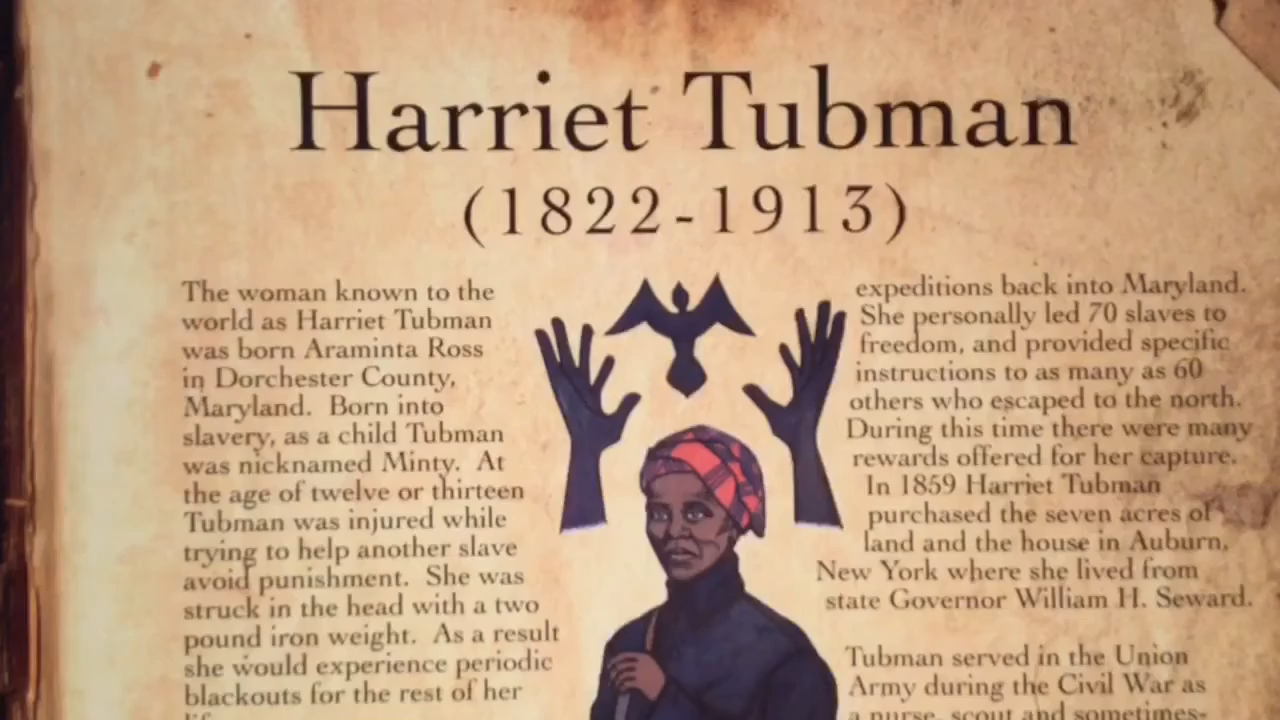 Harriet Tubman
(1822-1913)
The woman known to the
world as Harriet Tubman
was born Araminta Ross
in Dorchester County,
Maryland. Born into
slavery, as a child Tubman
was nicknamed Minty. At
the age of twelve or thirteen
Tubman was injured while
trying to help another slave
avoid punishment. She was
struck in the head with a two
pound iron weight. As a result
she would experience periodic
blackouts for the rest of her
expeditions back into Maryland.
She personally led 70 slaves to
freedom, and provided specific
instructions to as many as 60
others who escaped to the north.
During this time there were many
rewards offered for her capture.
In 1859 Harriet Tubman
purchased the seven acres of
land and the house in Auburn,
New York where she lived from
state Governor William H. Seward.
Tubman served in the Union
Army during the Civil War as
a nurse, scout and sometimes-